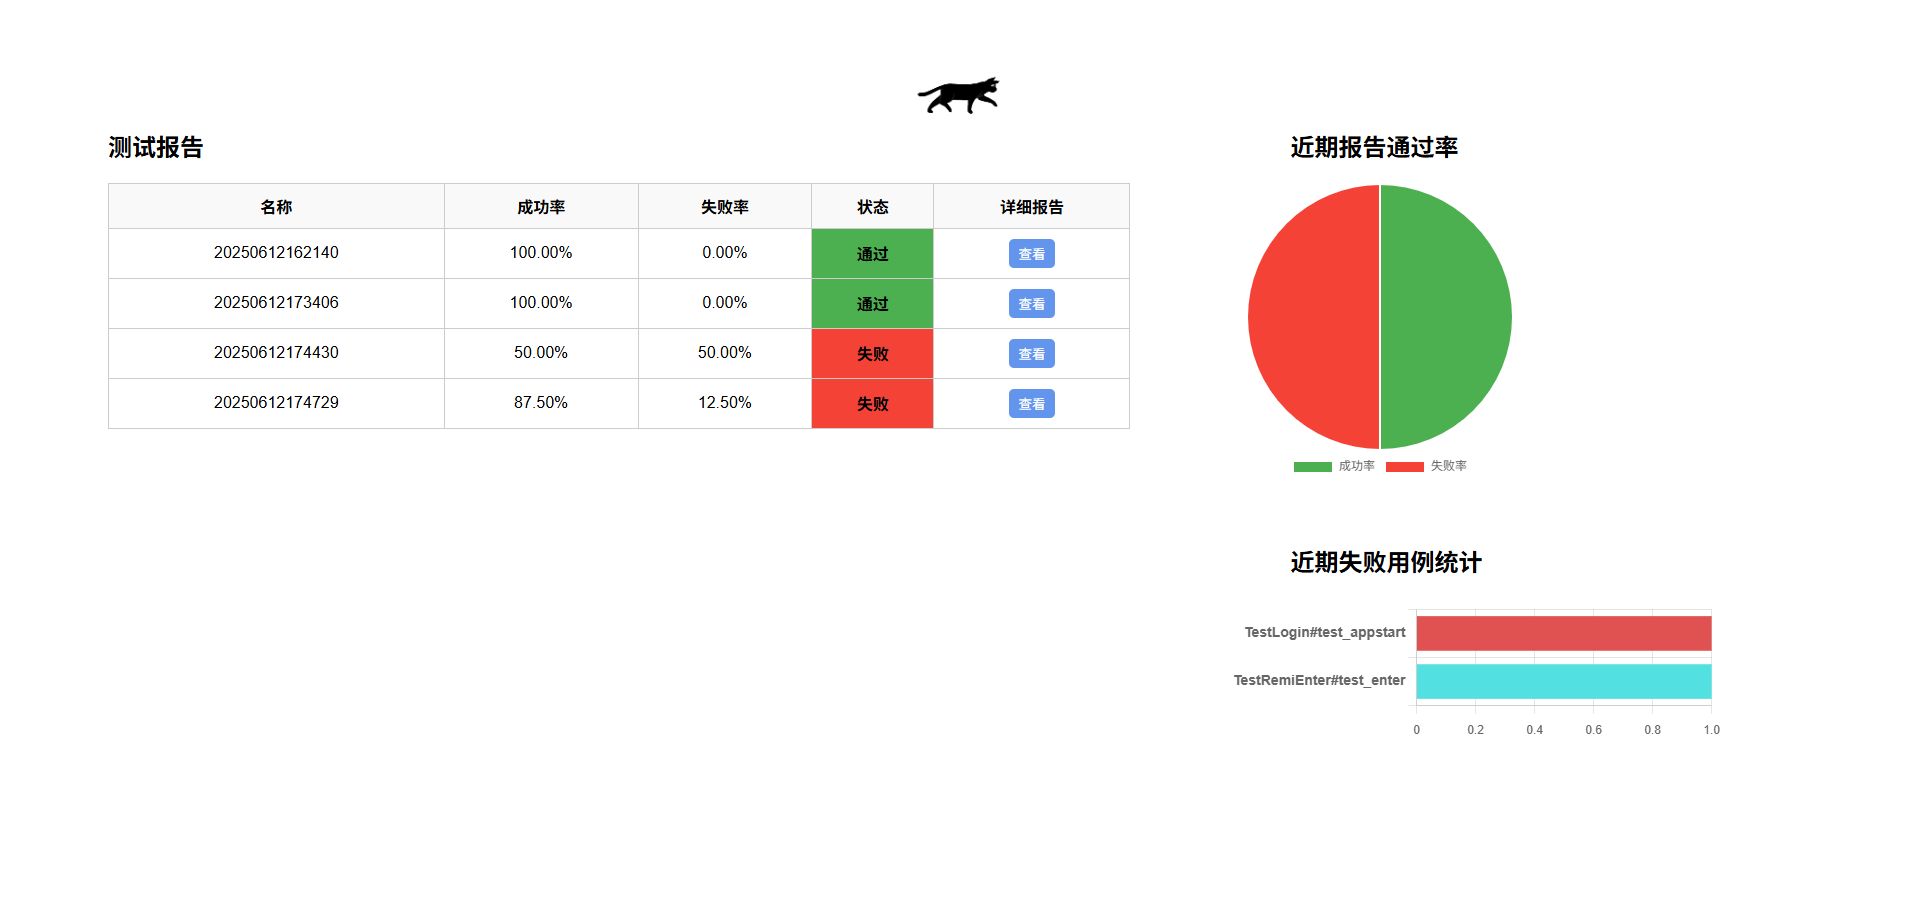 测试报告
名称 成功率 失败率 状态 详细报告
20250612162140 100.00% 0.00% 通过 查看
20250612173406 100.00% 0.00% 通过 查看
20250612174430 50.00% 50.00% 失败 查看
20250612174729 87.50% 12.50% 失败 查看
近期报告通过率
成功率 失败率
近期失败用例统计
TestLogin#test_appstart
TestRemiEnter#test_enter
0 0.2 0.4 0.6 0.8 1.0